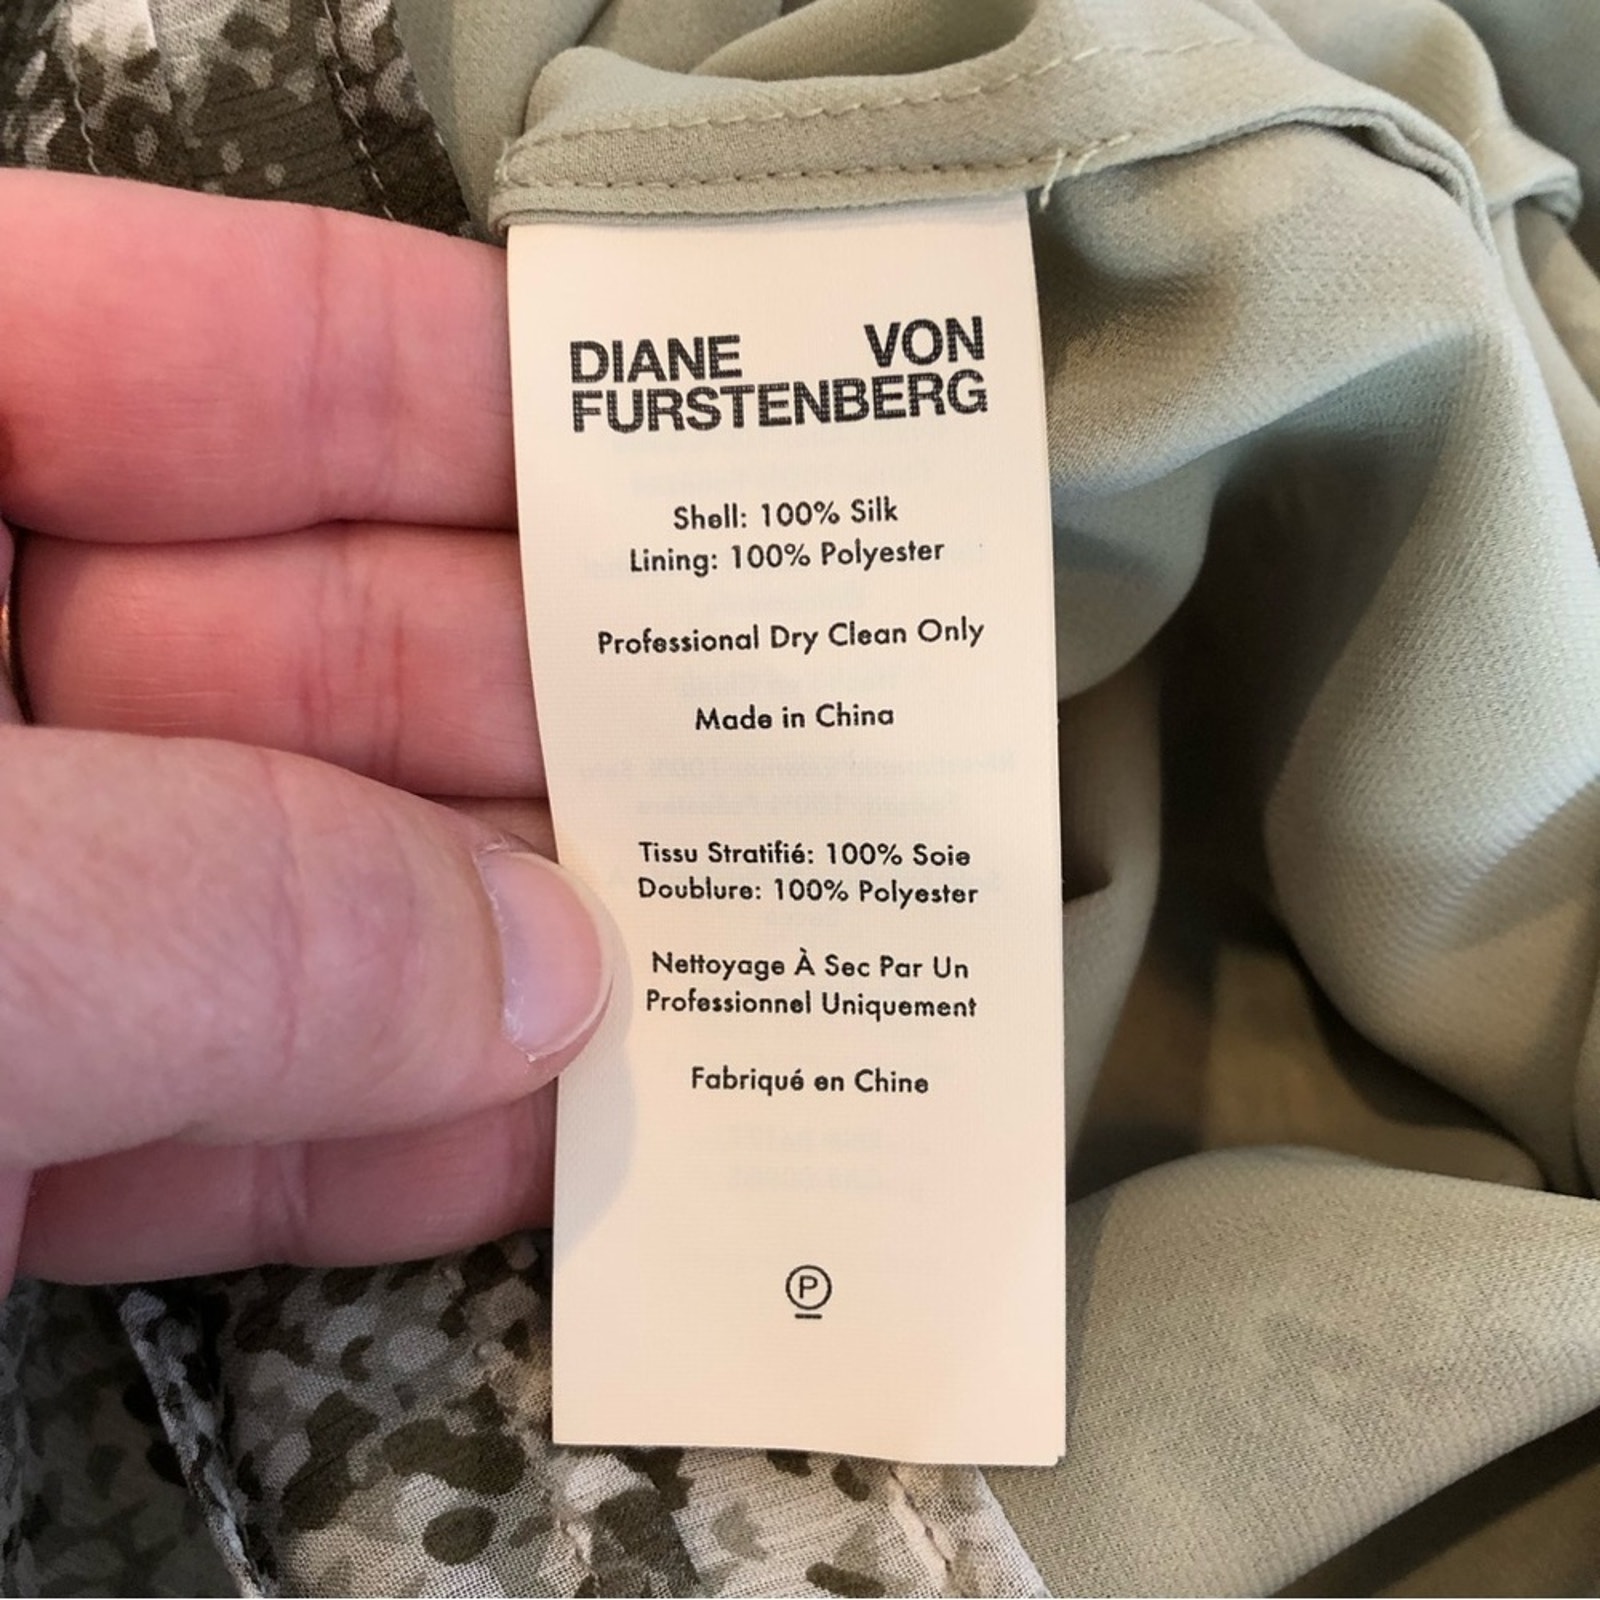 DIANE VON
FURSTENBERG
Shell: 100% Silk
Lining: 100% Polyester
Professional Dry Clean Only
Made in China
Tissu Stratifié: 100% Soie
Doublure: 100% Polyester
Nettoyage À Sec Par Un
Professionnel Uniquement
Fabriqué en Chine
P